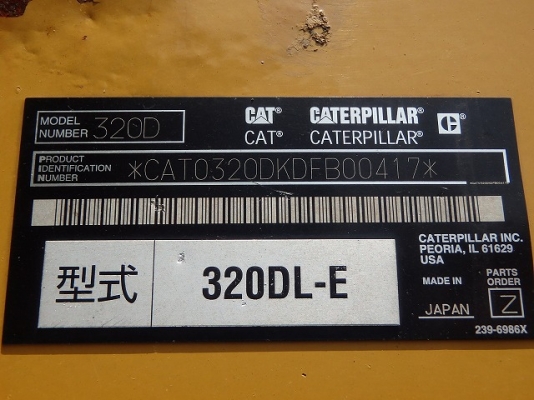 MODEL NUMBER 320D
CAT® CATERPILLAR® C®
CAT® CATERPILLAR®
PRODUCT IDENTIFICATION NUMBER *CAT0320DKDFB00417*
型式 320DL-E
CATERPILLAR INC.
PEORIA, IL 61629
USA
MADE IN JAPAN
PARTS ORDER Z
239-6986X